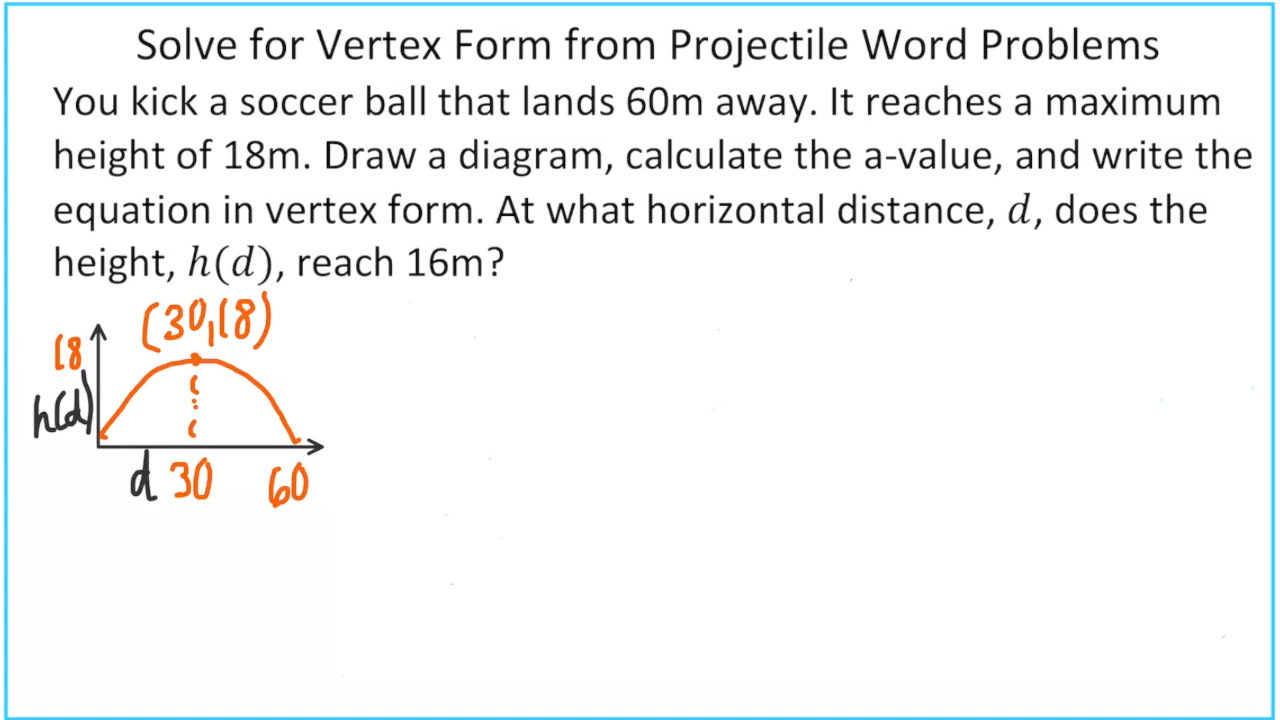 Solve for Vertex Form from Projectile Word Problems
You kick a soccer ball that lands 60m away. It reaches a maximum
height of 18m. Draw a diagram, calculate the a-value, and write the
equation in vertex form. At what horizontal distance, d, does the
height, h(d), reach 16m?
(30,18)
18
h(d)
d 30 60